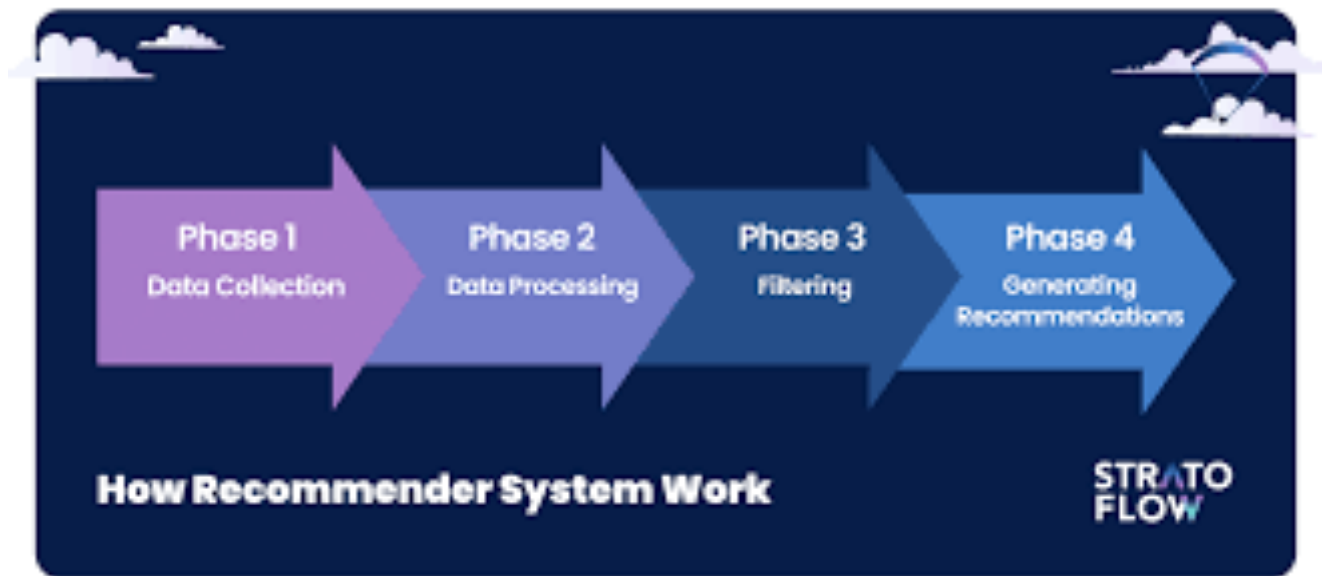 Phase 1
Data Collection
Phase 2
Data Processing
Phase 3
Filtering
Phase 4
Generating
Recommendations
How Recommender System Work
STRATO
FLOW